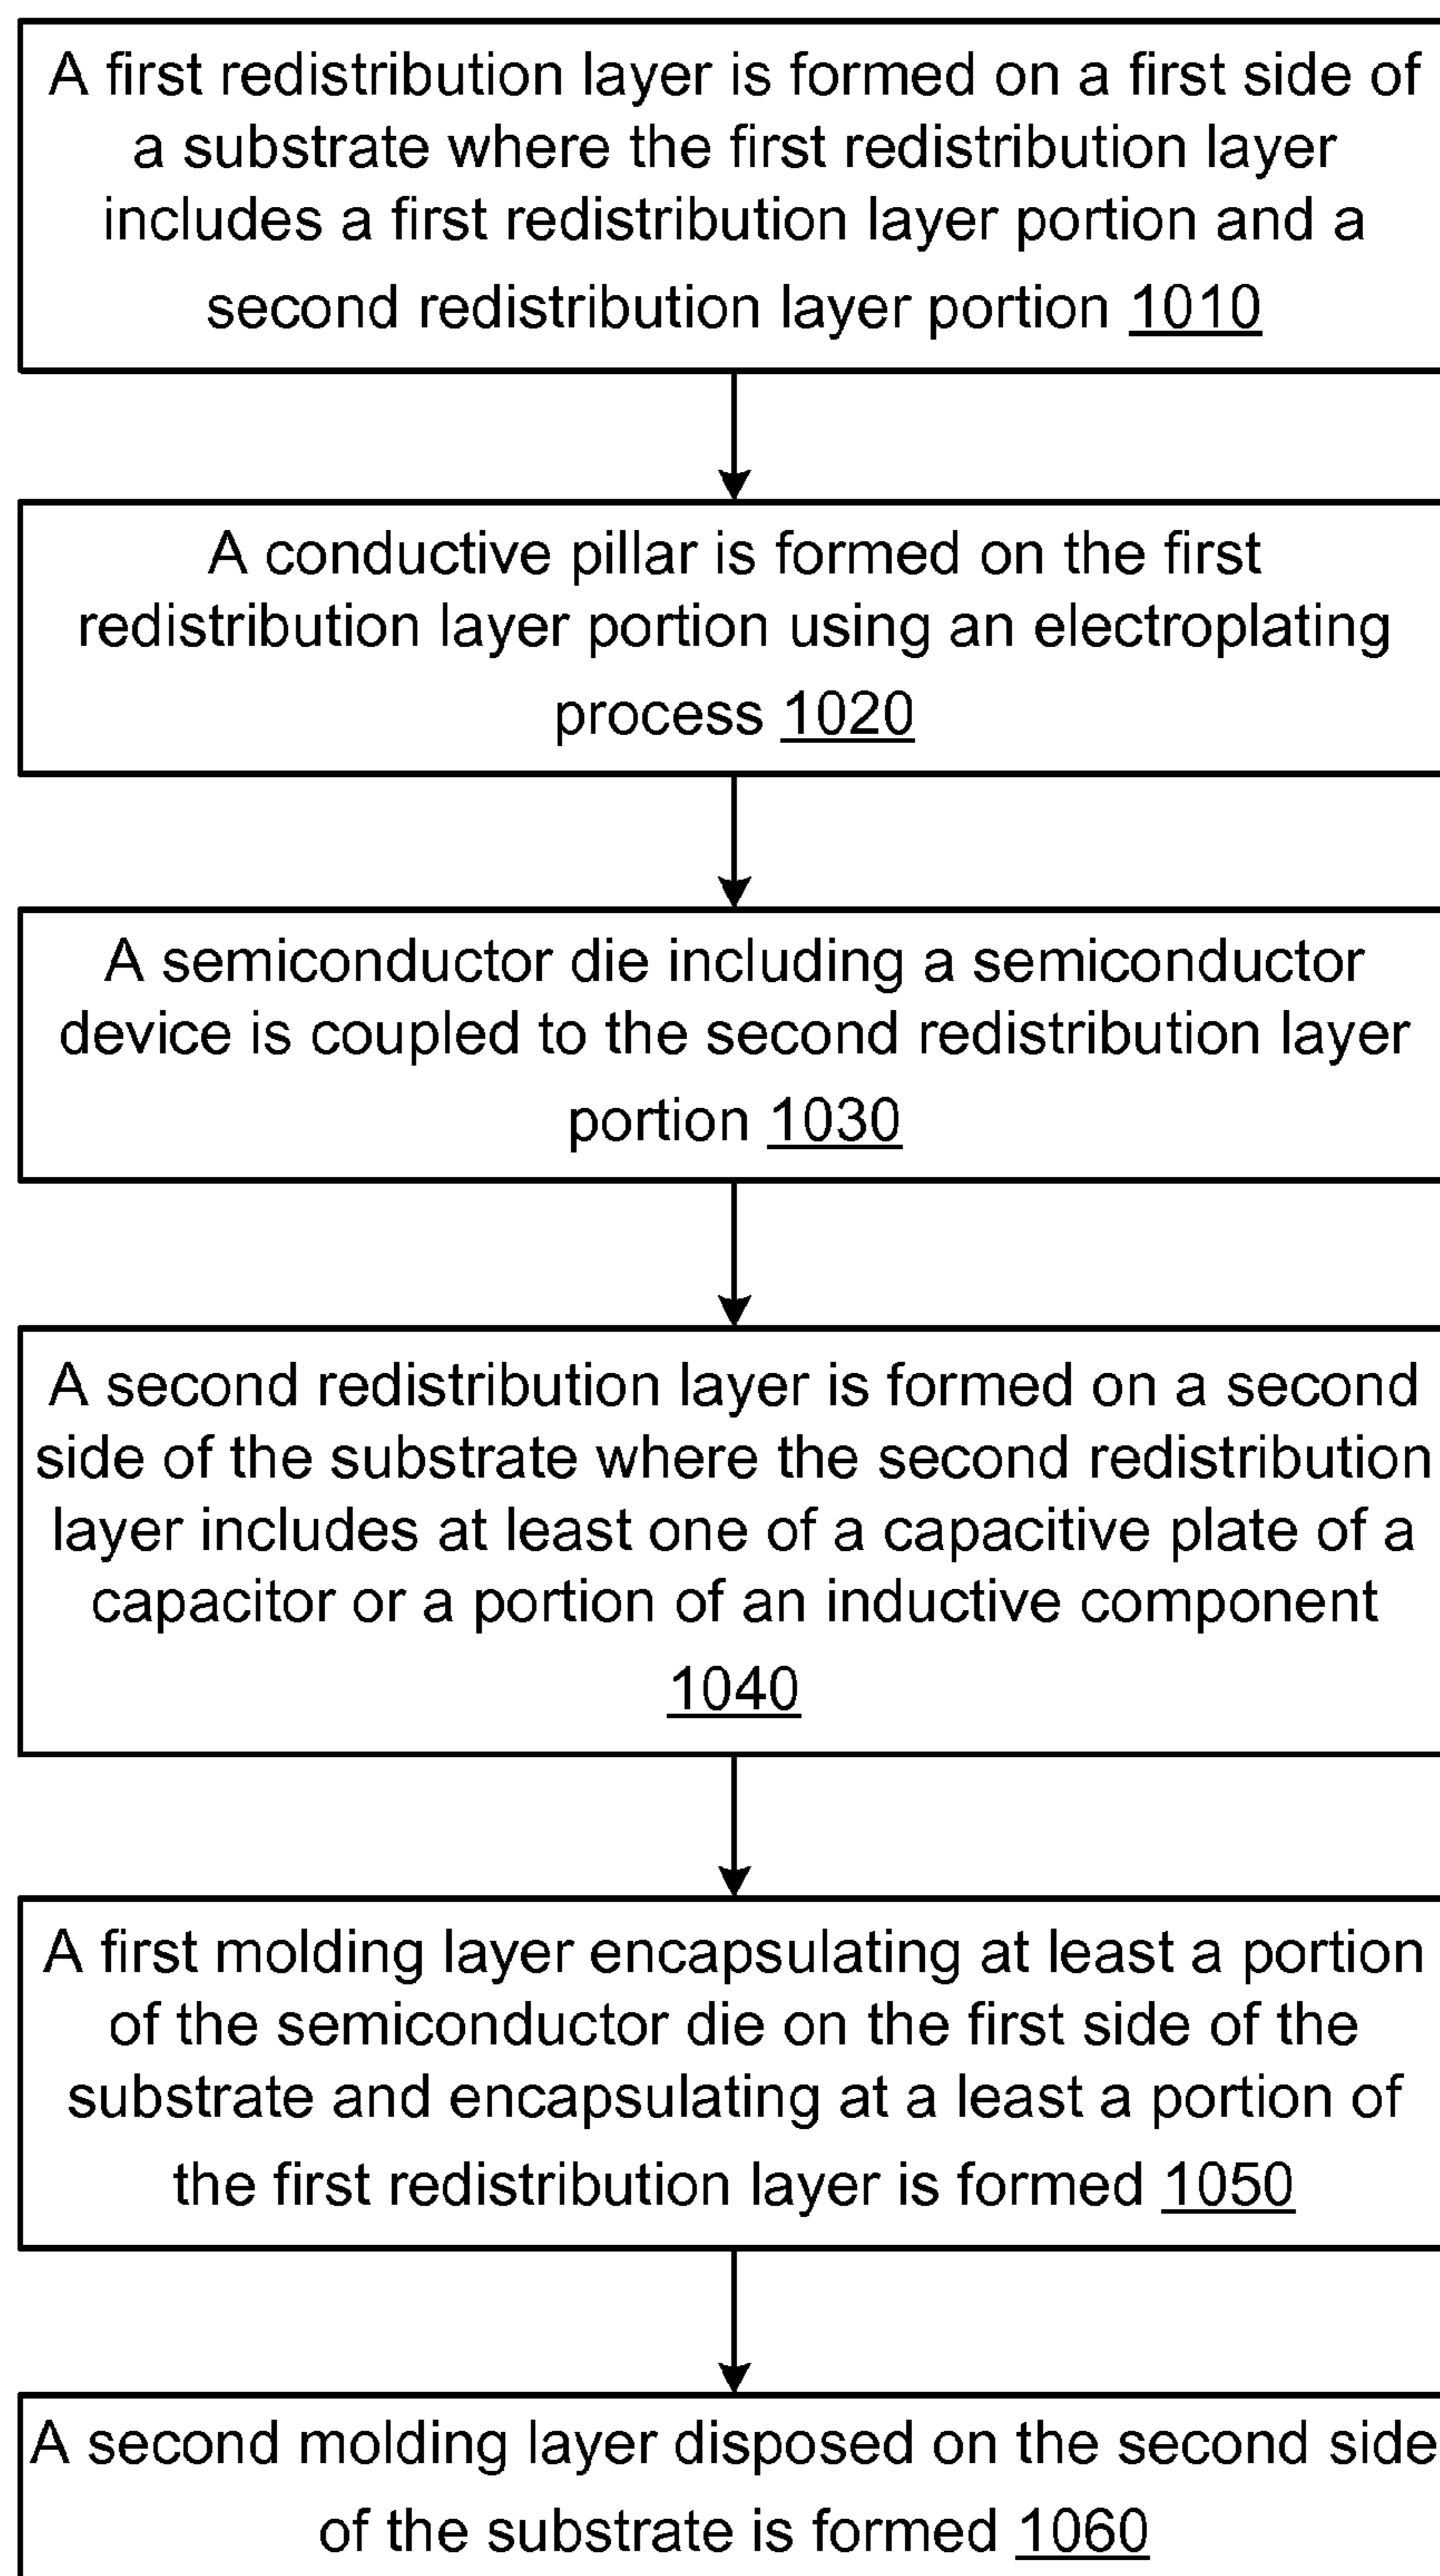 A first redistribution layer is formed on a first side of
a substrate where the first redistribution layer
includes a first redistribution layer portion and a
second redistribution layer portion 1010
A conductive pillar is formed on the first
redistribution layer portion using an electroplating
process 1020
A semiconductor die including a semiconductor
device is coupled to the second redistribution layer
portion 1030
A second redistribution layer is formed on a second
side of the substrate where the second redistribution
layer includes at least one of a capacitive plate of a
capacitor or a portion of an inductive component
1040
A first molding layer encapsulating at least a portion
of the semiconductor die on the first side of the
substrate and encapsulating at a least a portion of
the first redistribution layer is formed 1050
A second molding layer disposed on the second side
of the substrate is formed 1060